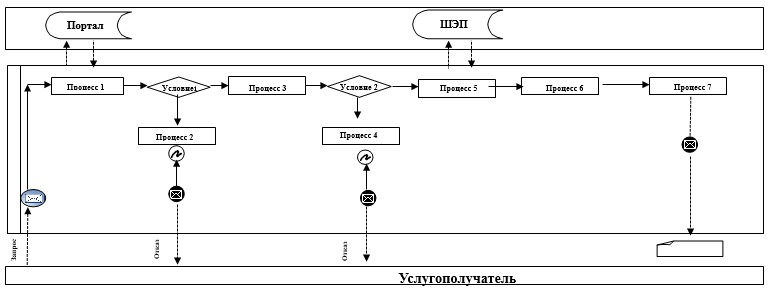 Портал
ШЭП
Процесс 1
Условие1
Процесс 3
Условие 2
Процесс 5
Процесс 6
Процесс 7
Процесс 2
Процесс 4
Запрос
Отказ
Отказ
Услугополучатель